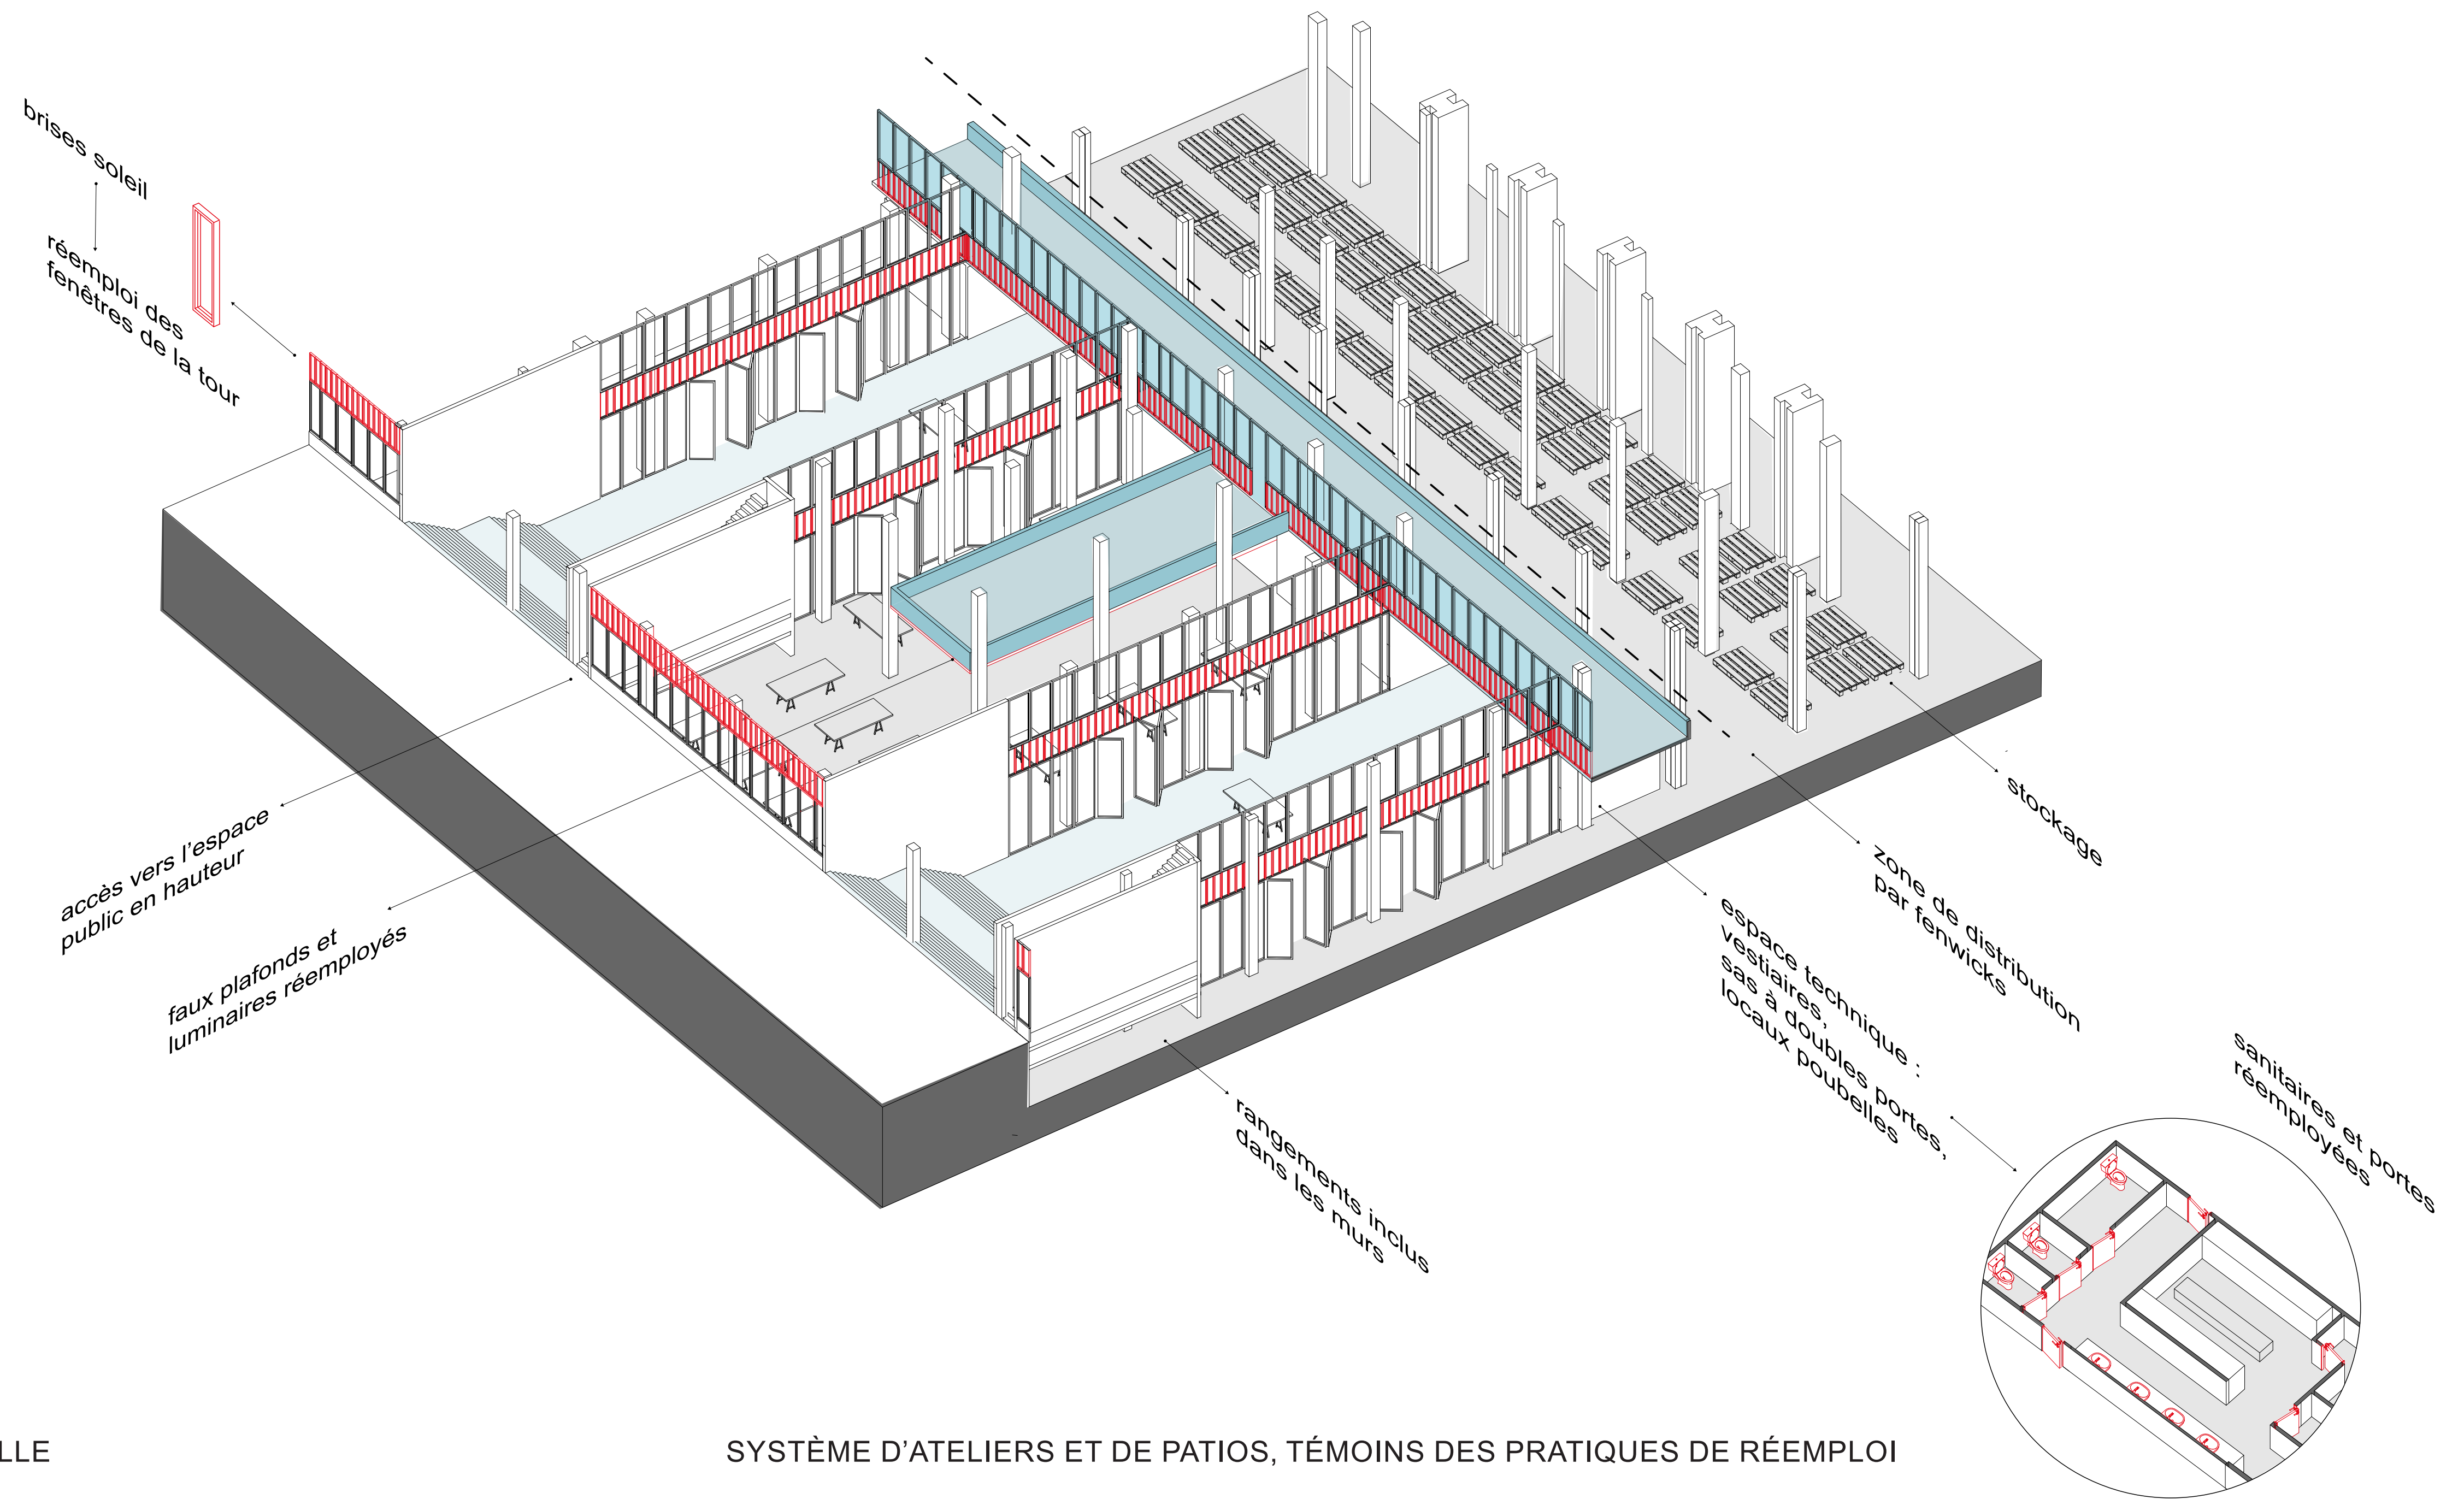 brises soleil
réemploi des
fenêtres de la tour
accès vers l'espace
public en hauteur
faux plafonds et
luminaires réemployés
stockage
zone de distribution
par fenwicks
espace technique :
vestiaires,
sas à doubles portes,
locaux poubelles
sanitaires et portes
réemployées
rangements inclus
dans les murs
LLE
SYSTÈME D'ATELIERS ET DE PATIOS, TÉMOINS DES PRATIQUES DE RÉEMPLOI